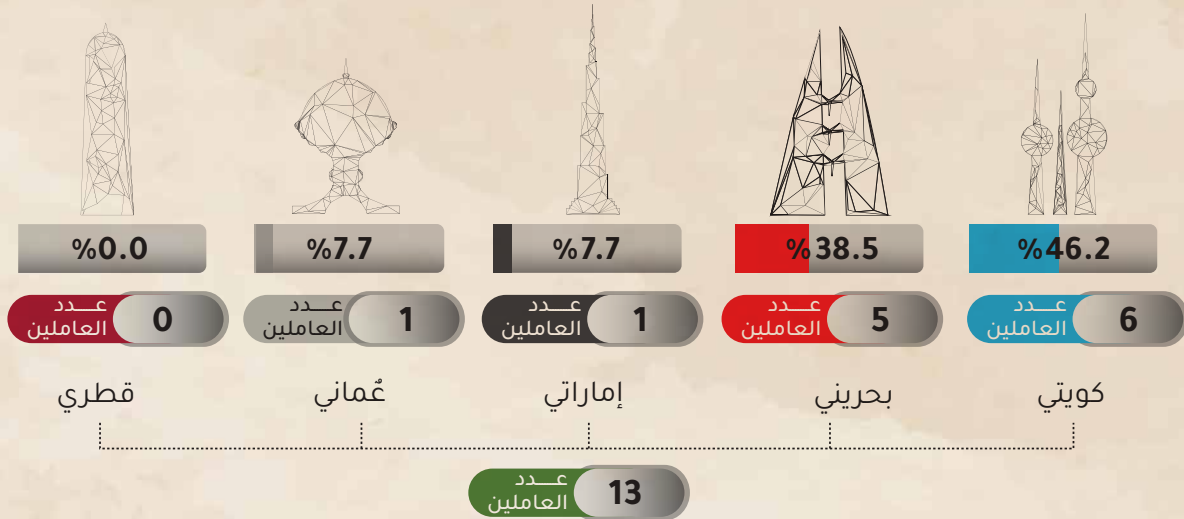 %46.2
%38.5
%7.7
%7.7
%0.0
عـــدد
العاملين
6
عـــدد
العاملين
5
عـــدد
العاملين
1
عـــدد
العاملين
1
عـــدد
العاملين
0
كويتي
بحريني
إماراتي
عُماني
قطري
عـــدد
العاملين
13